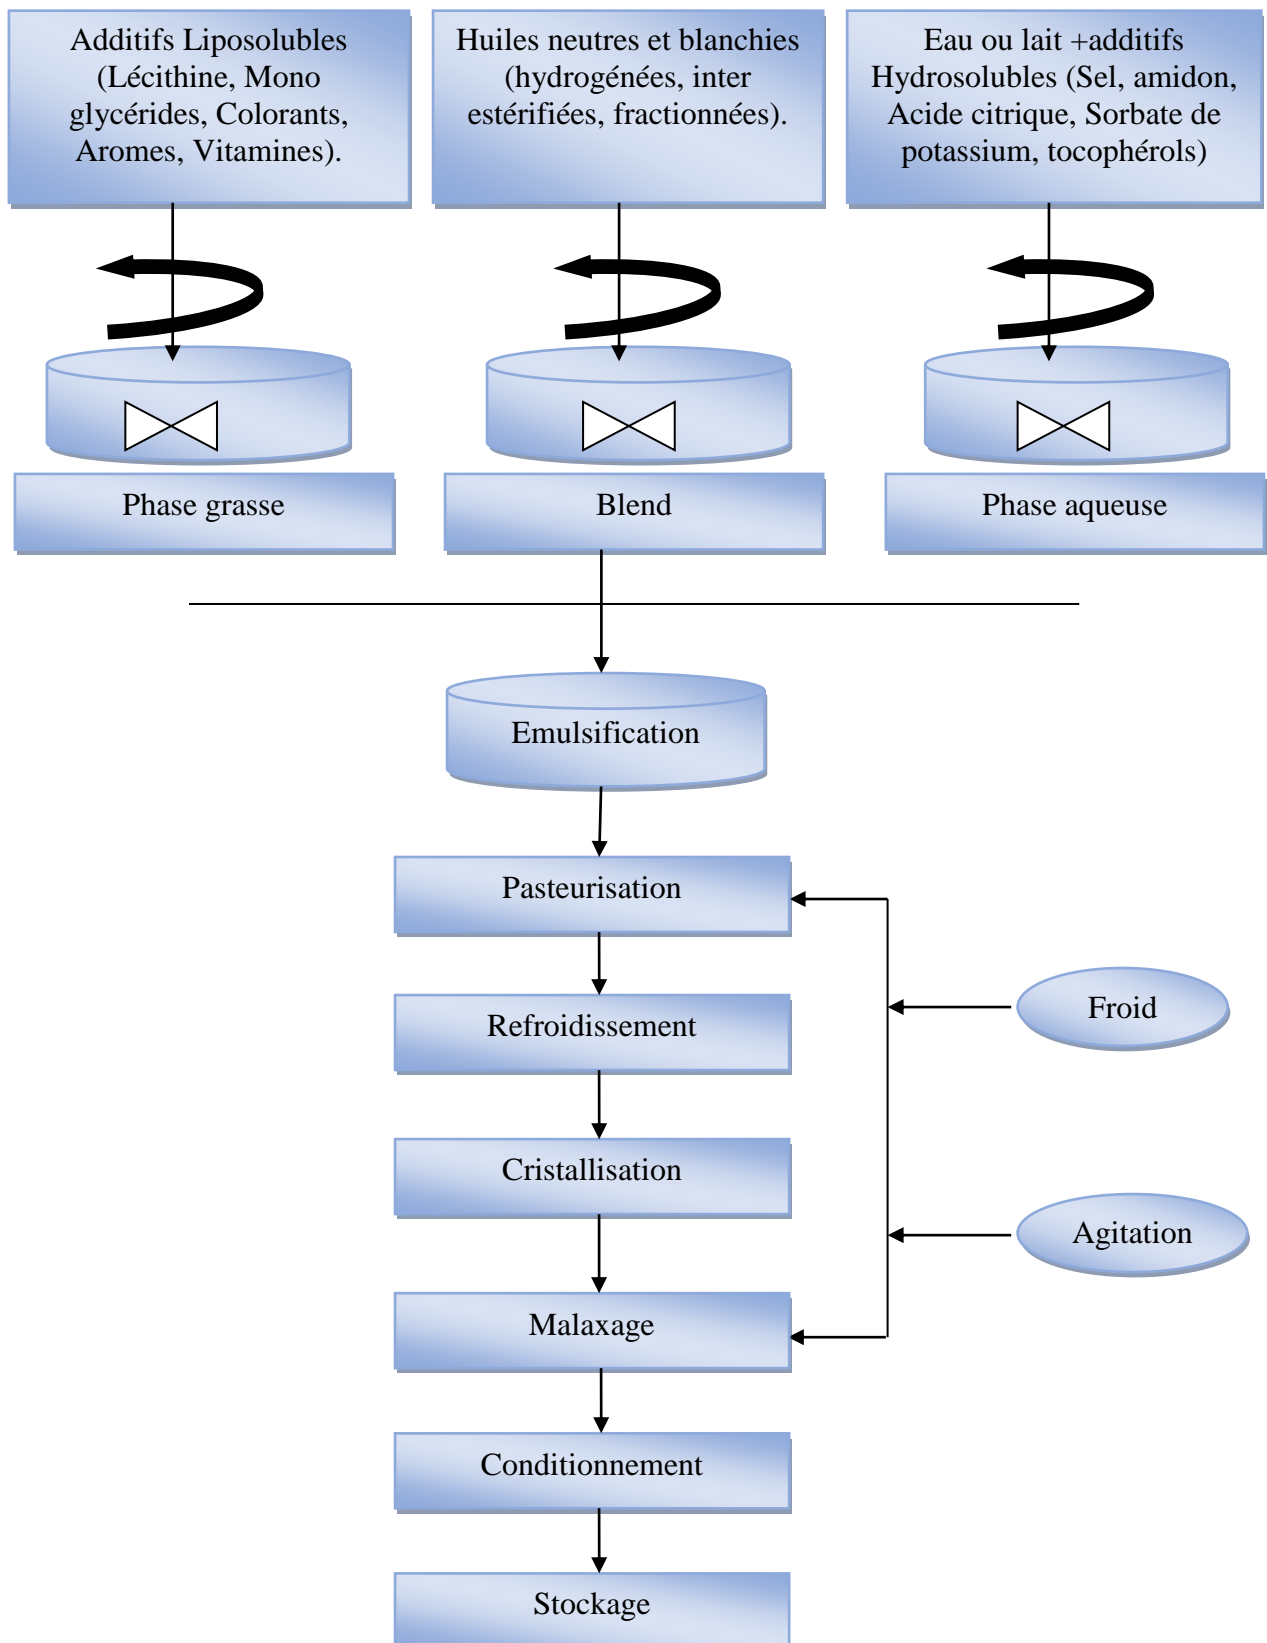 Additifs Liposolubles
(Lécithine, Mono
glycérides, Colorants,
Aromes, Vitamines).
Huiles neutres et blanchies
(hydrogénées, inter
estérifiées, fractionnées).
Eau ou lait +additifs
Hydrosolubles (Sel, amidon,
Acide citrique, Sorbate de
potassium, tocophérols)
Phase grasse
Blend
Phase aqueuse
Emulsification
Pasteurisation
Refroidissement
Froid
Cristallisation
Agitation
Malaxage
Conditionnement
Stockage